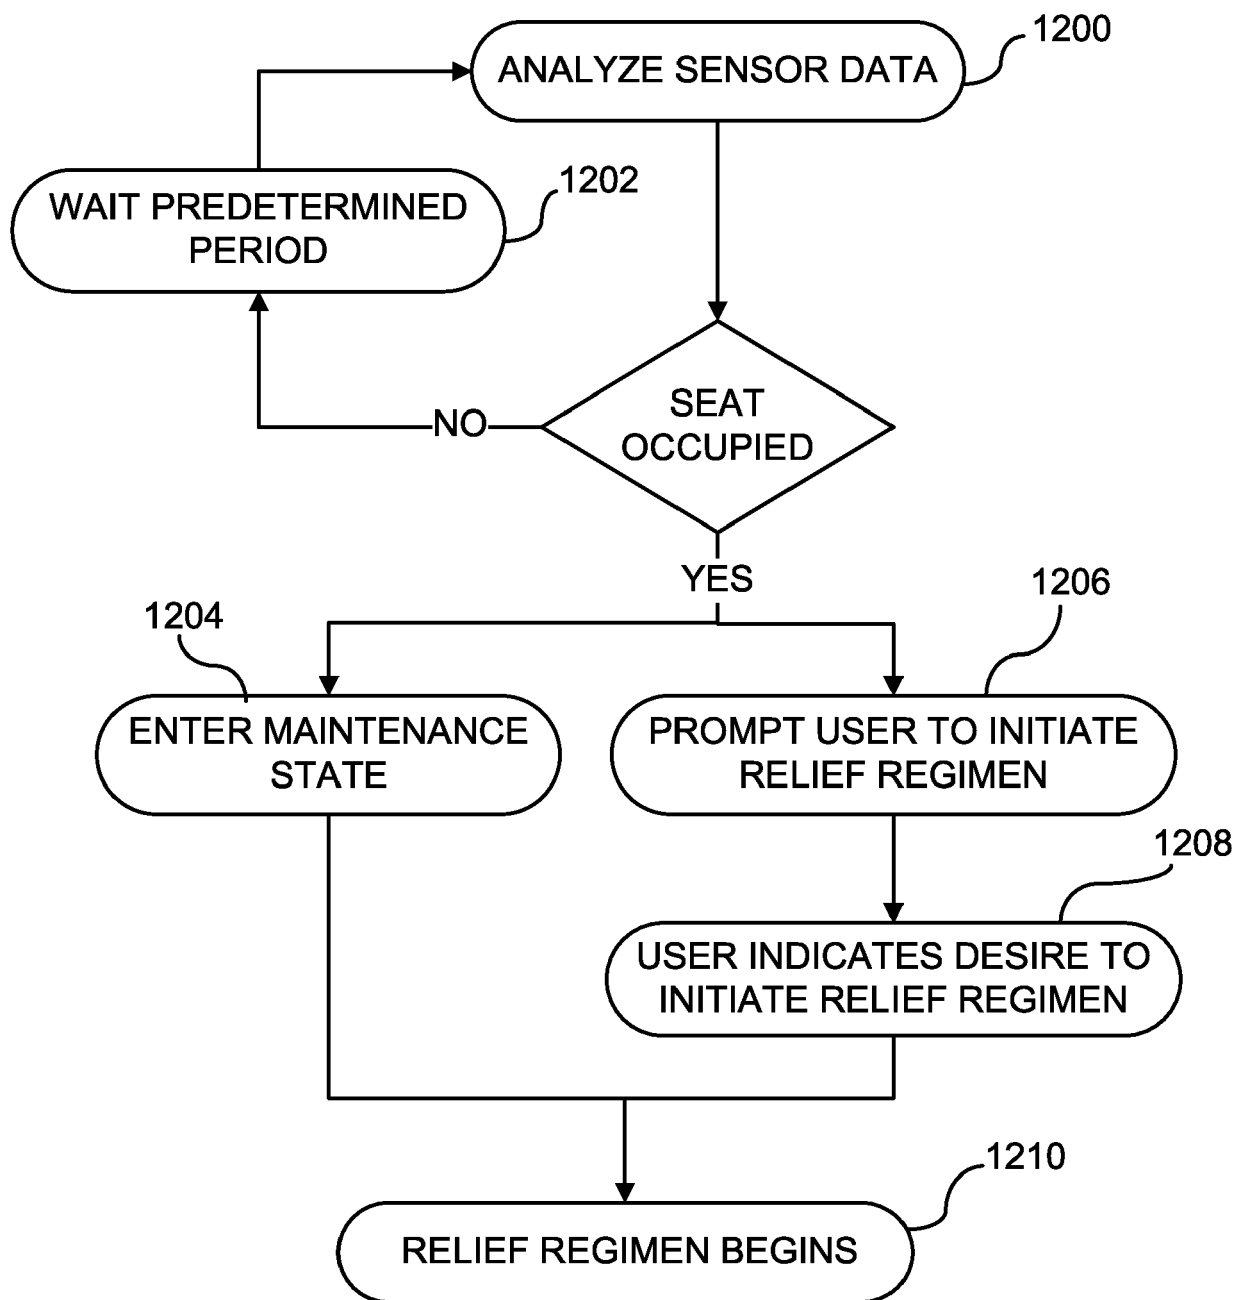 1200
ANALYZE SENSOR DATA
1202
WAIT PREDETERMINED
PERIOD
SEAT
OCCUPIED
NO
YES
1204
1206
ENTER MAINTENANCE
STATE
PROMPT USER TO INITIATE
RELIEF REGIMEN
1208
USER INDICATES DESIRE TO
INITIATE RELIEF REGIMEN
1210
RELIEF REGIMEN BEGINS